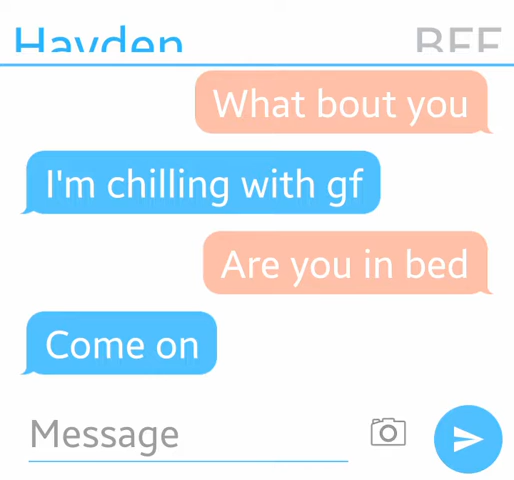 Hayden BFF
What bout you
I'm chilling with gf
Are you in bed
Come on
Message